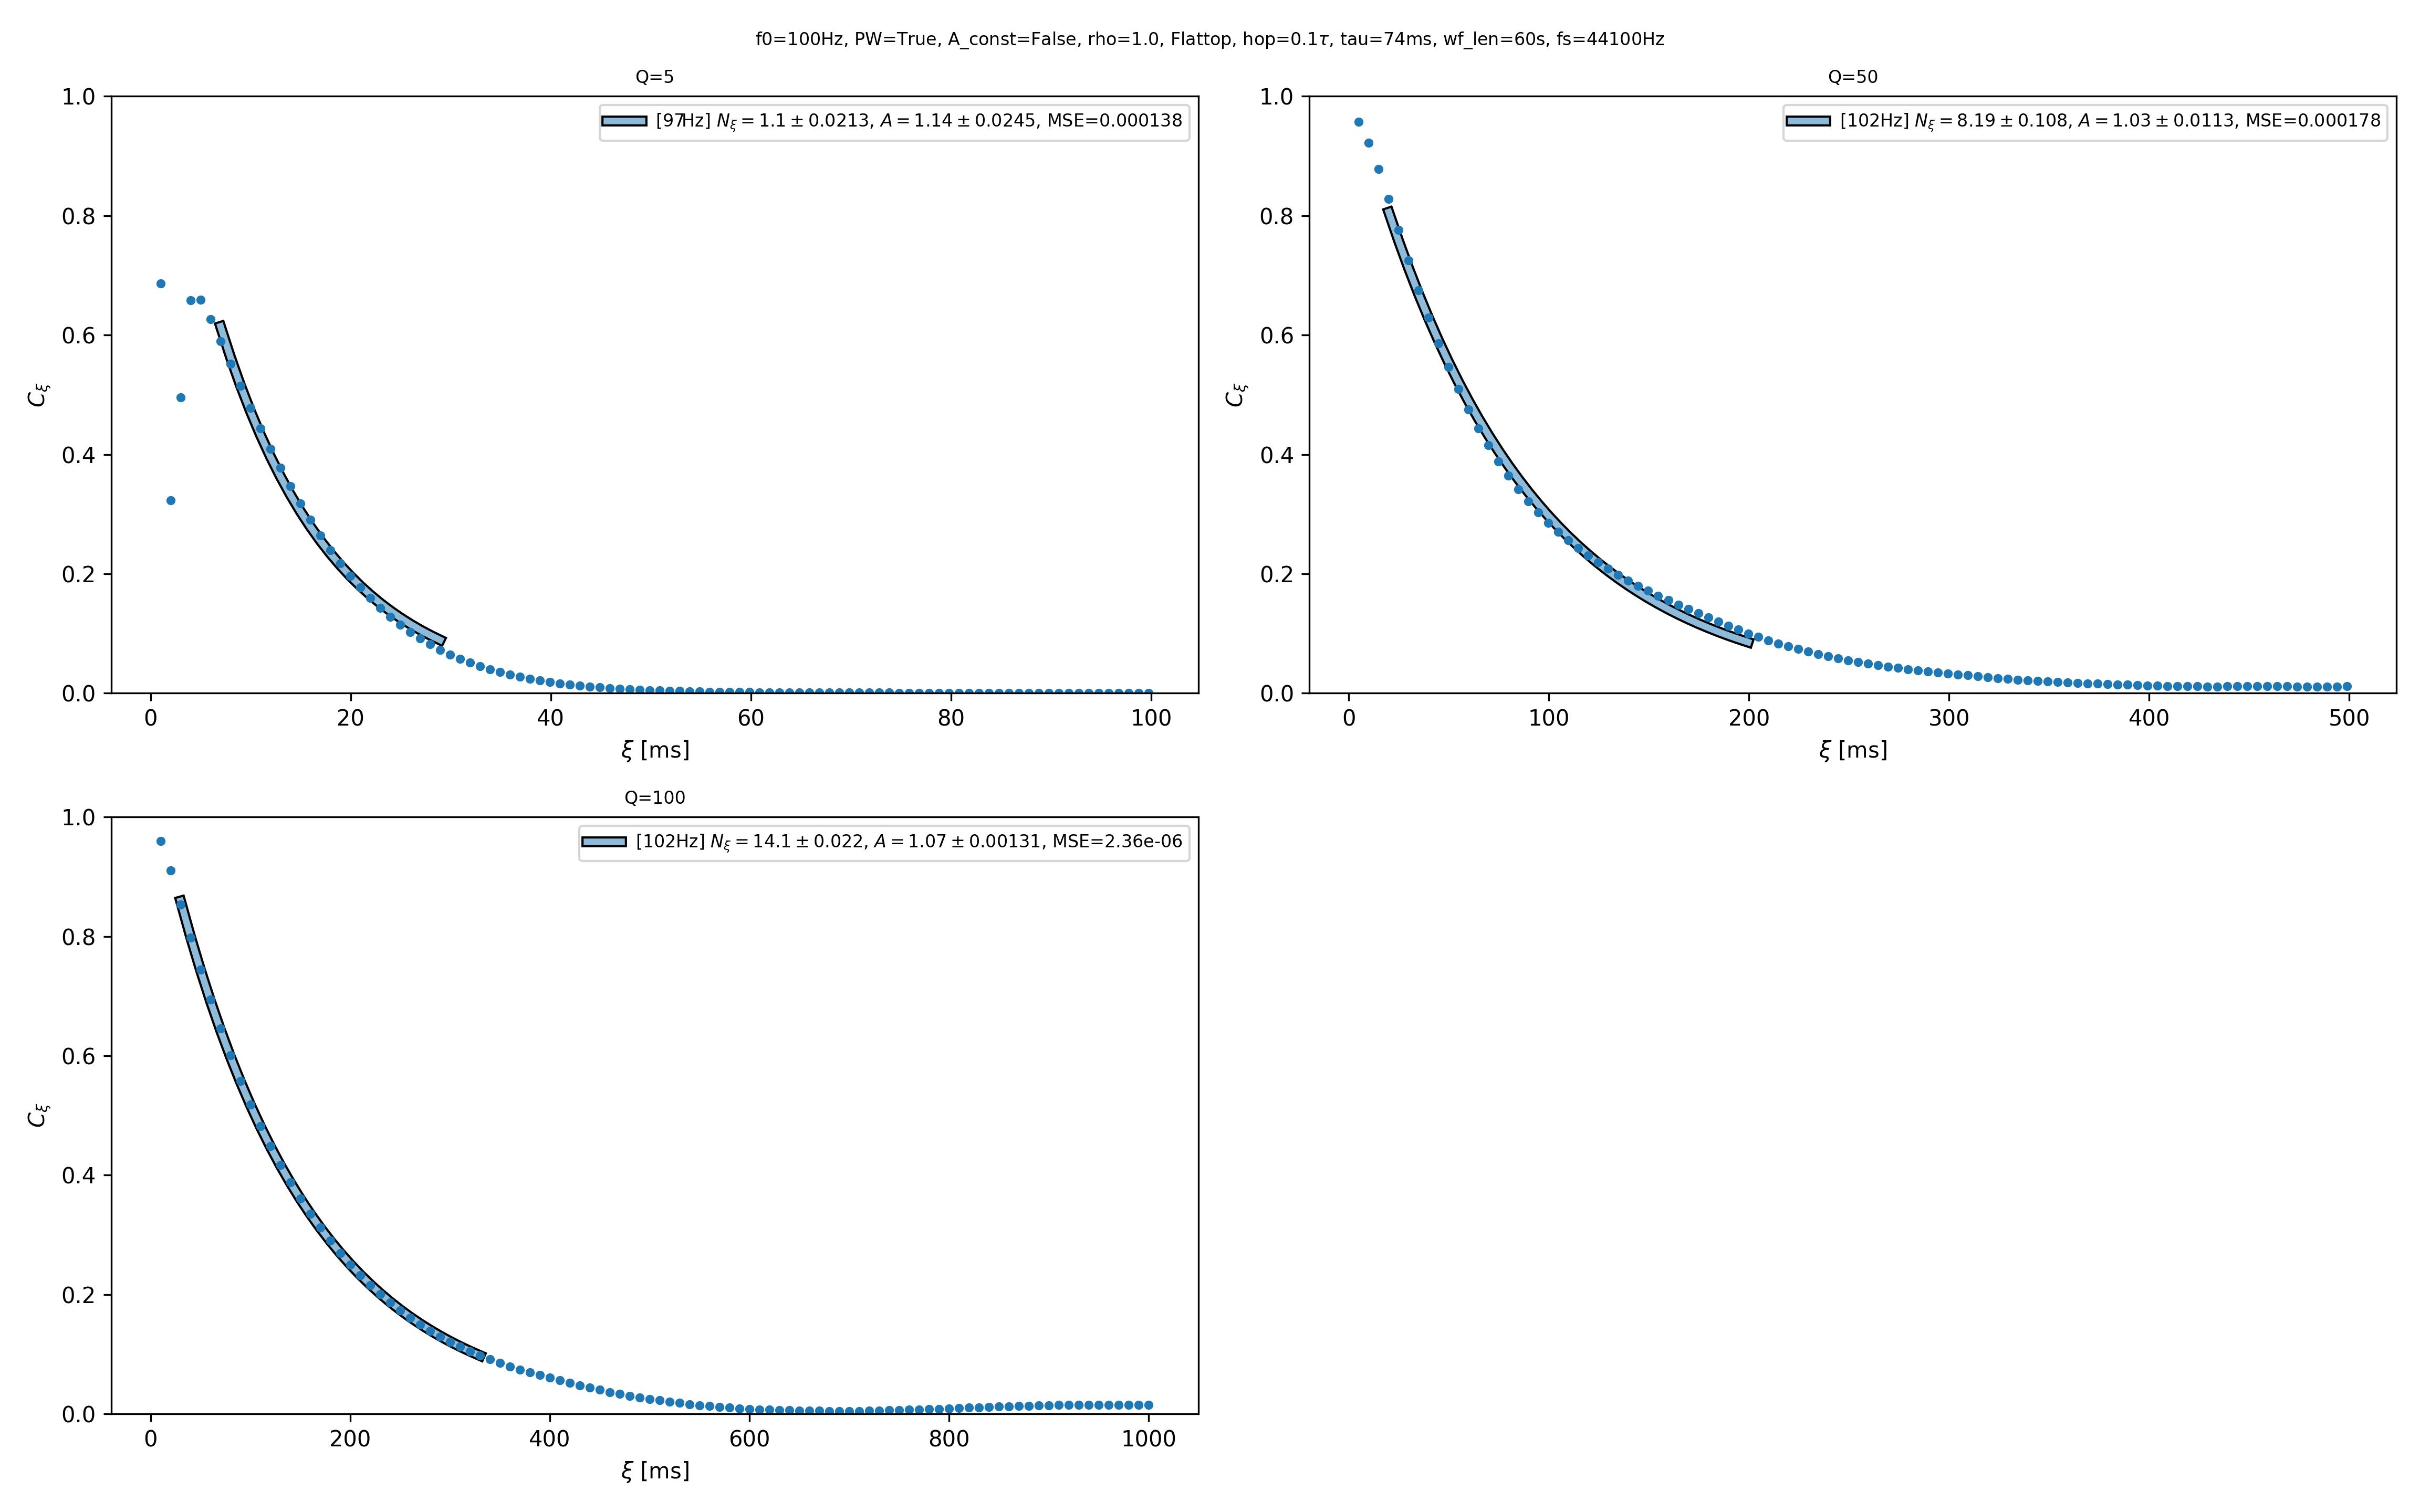 f0=100Hz, PW=True, A_const=False, rho=1.0, Flattop, hop=0.1τ, tau=74ms, wf_len=60s, fs=44100Hz
Q=5
[97Hz] N_ξ = 1.1 ± 0.0213, A = 1.14 ± 0.0245, MSE=0.000138
1.0
0.8
0.6
0.4
0.2
0.0
C_ξ
0 20 40 60 80 100
ξ [ms]
Q=50
[102Hz] N_ξ = 8.19 ± 0.108, A = 1.03 ± 0.0113, MSE=0.000178
1.0
0.8
0.6
0.4
0.2
0.0
C_ξ
0 100 200 300 400 500
ξ [ms]
Q=100
[102Hz] N_ξ = 14.1 ± 0.022, A = 1.07 ± 0.00131, MSE=2.36e-06
1.0
0.8
0.6
0.4
0.2
0.0
C_ξ
0 200 400 600 800 1000
ξ [ms]